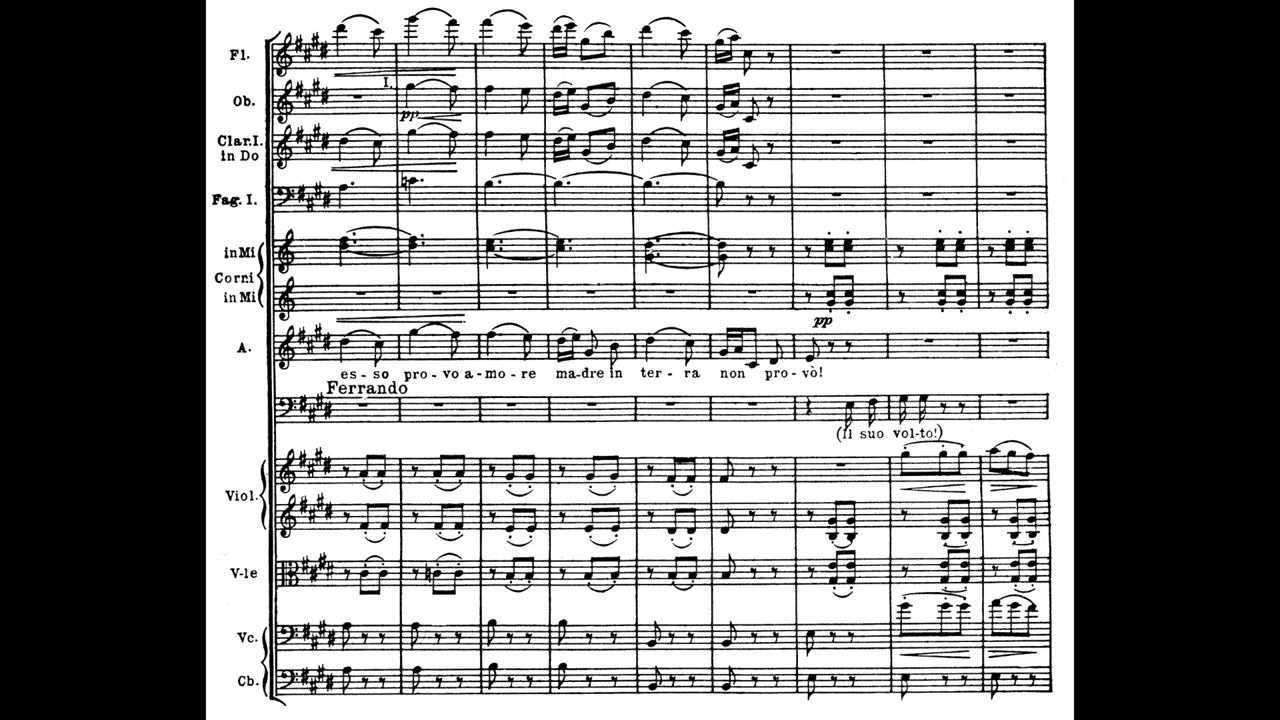 Fl.
I.
Ob.
pp
Clar.I.
in Do
Fag. I.
in Mi
Corni
in Mi
pp
A.
es-so pro-vo a-mo-re ma-dre in ter-ra non pro-vò!
Ferrando
(Il suo vol-to!)
Viol.
V-le
Vc.
Cb.